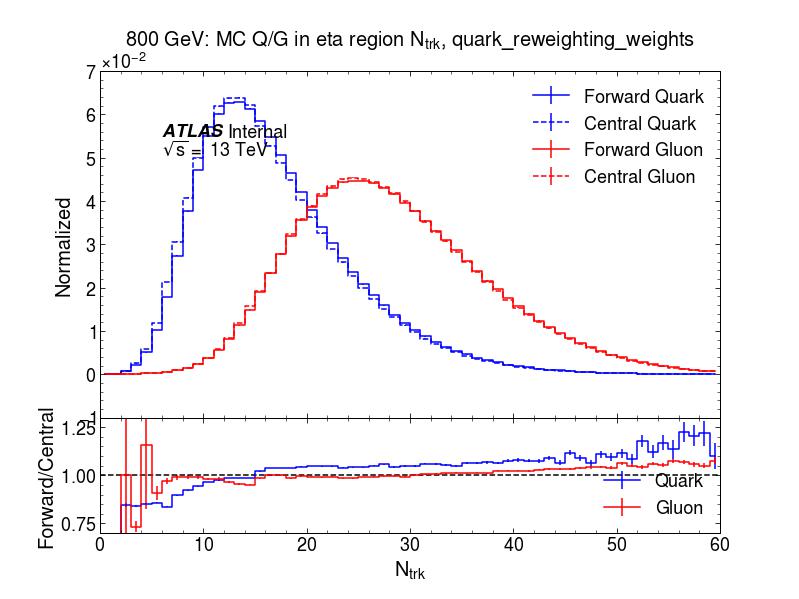 800 GeV: MC Q/G in eta region N_trk, quark_reweighting_weights
×10⁻²
7
6
5
4
3
2
1
0
−1
Normalized
ATLAS Internal
√s = 13 TeV
Forward Quark
Central Quark
Forward Gluon
Central Gluon
1.25
1.00
0.75
Forward/Central
Quark
Gluon
0 10 20 30 40 50 60
N_trk